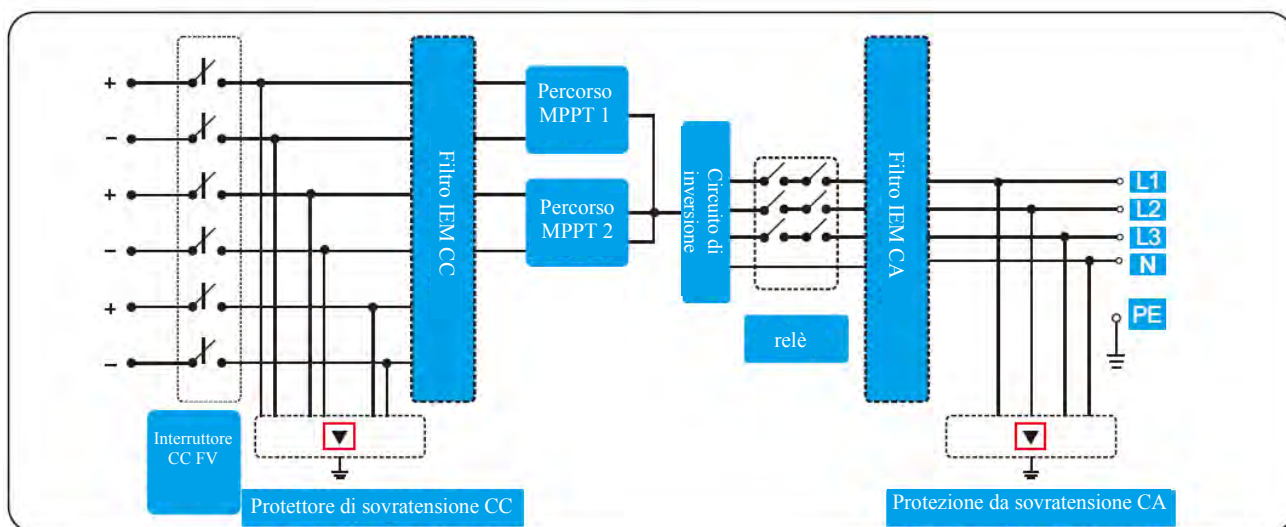 +
−
+
−
+
−
Interruttore
CC FV
Protettore di sovratensione CC
Filtro IEM CC
Percorso
MPPT 1
Percorso
MPPT 2
Circuito di
inversione
relè
Filtro IEM CA
L1
L2
L3
N
PE
Protezione da sovratensione CA